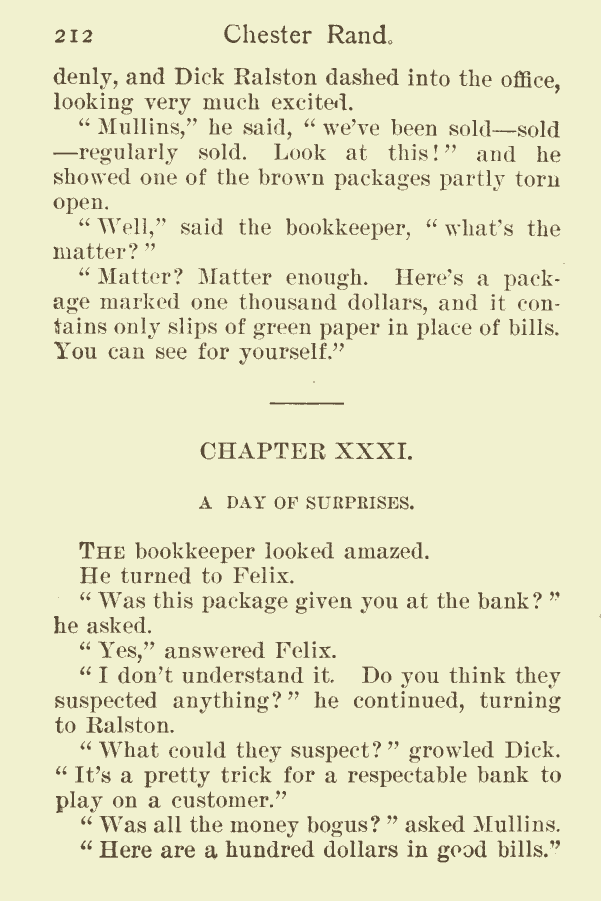 212 Chester Rand.
denly, and Dick Ralston dashed into the office,
looking very much excited.
“ Mullins,” he said, “ we’ve been sold—sold
—regularly sold. Look at this!” and he
showed one of the brown packages partly torn
open.
“ Well,” said the bookkeeper, “ what’s the
matter? ”
“ Matter? Matter enough. Here’s a pack-
age marked one thousand dollars, and it con-
tains only slips of green paper in place of bills.
You can see for yourself.”
CHAPTER XXXI.
A DAY OF SURPRISES.
THE bookkeeper looked amazed.
He turned to Felix.
“ Was this package given you at the bank? ”
he asked.
“ Yes,” answered Felix.
“ I don’t understand it. Do you think they
suspected anything? ” he continued, turning
to Ralston.
“ What could they suspect? ” growled Dick.
“ It’s a pretty trick for a respectable bank to
play on a customer.”
“ Was all the money bogus? ” asked Mullins.
“ Here are a hundred dollars in good bills.”